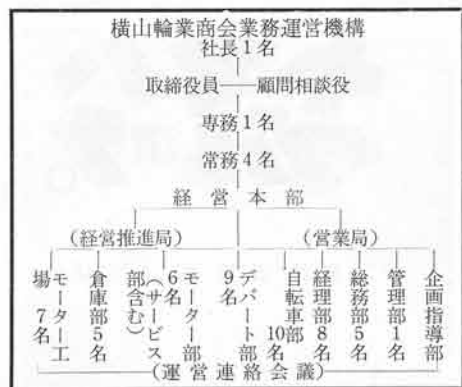 横山輪業商会業務運営機構
社長1名
取締役員──顧問相談役
専務1名
常務4名
経営本部
(経営推進局)
(営業局)
企画指導部
管理部1名
総務部5名
経理部8名
自転車部10名
デパート部
9名
モーター部
6名(サービス
部含む)
倉庫部5名
モーター工
場 7名
(運営連絡会議)